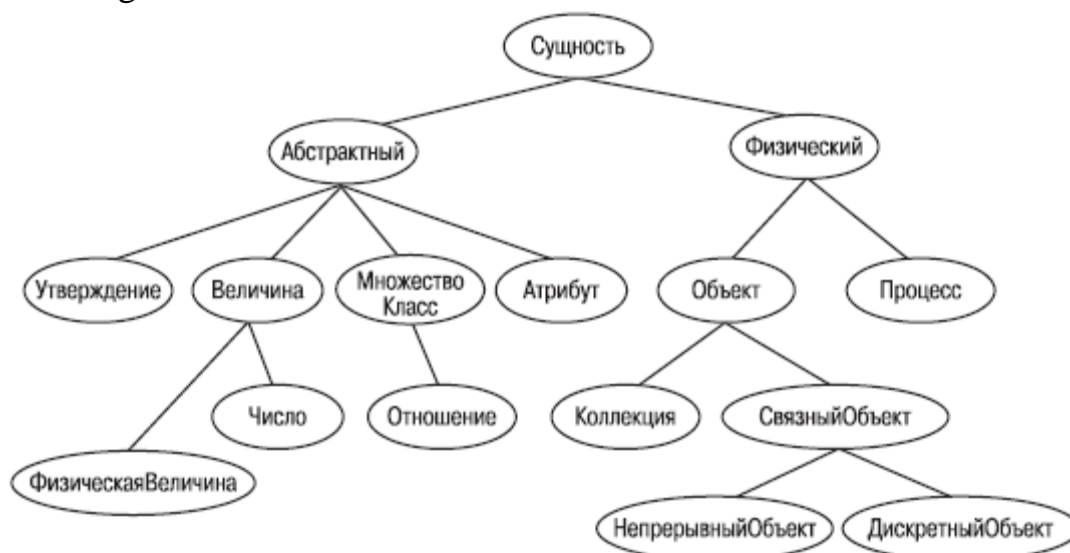 Сущность
Абстрактный
Физический
Утверждение
Величина
Множество
Класс
Атрибут
Объект
Процесс
Число
Отношение
Коллекция
СвязныйОбъект
ФизическаяВеличина
НепрерывныйОбъект
ДискретныйОбъект